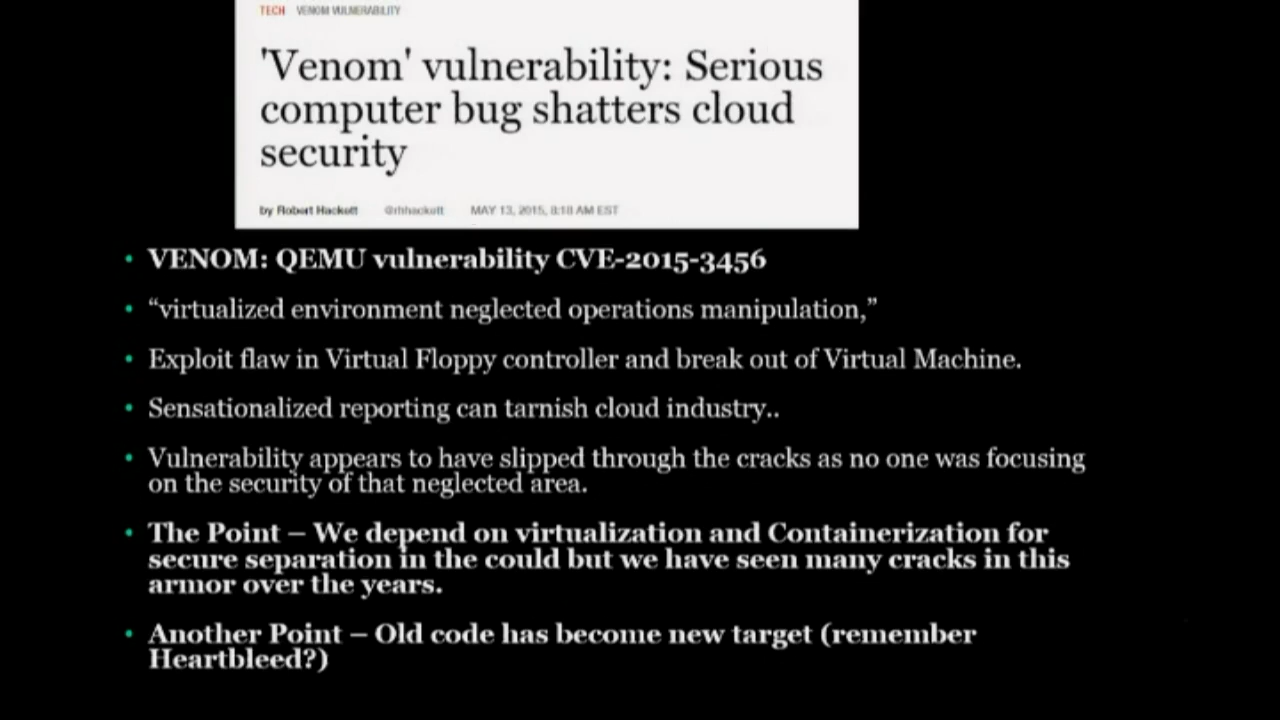 TECH VENOM VULNERABILITY
'Venom' vulnerability: Serious
computer bug shatters cloud
security
by Robert Hackett @rhhackett MAY 13, 2015, 8:18 AM EST
• VENOM: QEMU vulnerability CVE-2015-3456
• “virtualized environment neglected operations manipulation,”
• Exploit flaw in Virtual Floppy controller and break out of Virtual Machine.
• Sensationalized reporting can tarnish cloud industry..
• Vulnerability appears to have slipped through the cracks as no one was focusing
on the security of that neglected area.
• The Point – We depend on virtualization and Containerization for
secure separation in the could but we have seen many cracks in this
armor over the years.
• Another Point – Old code has become new target (remember
Heartbleed?)